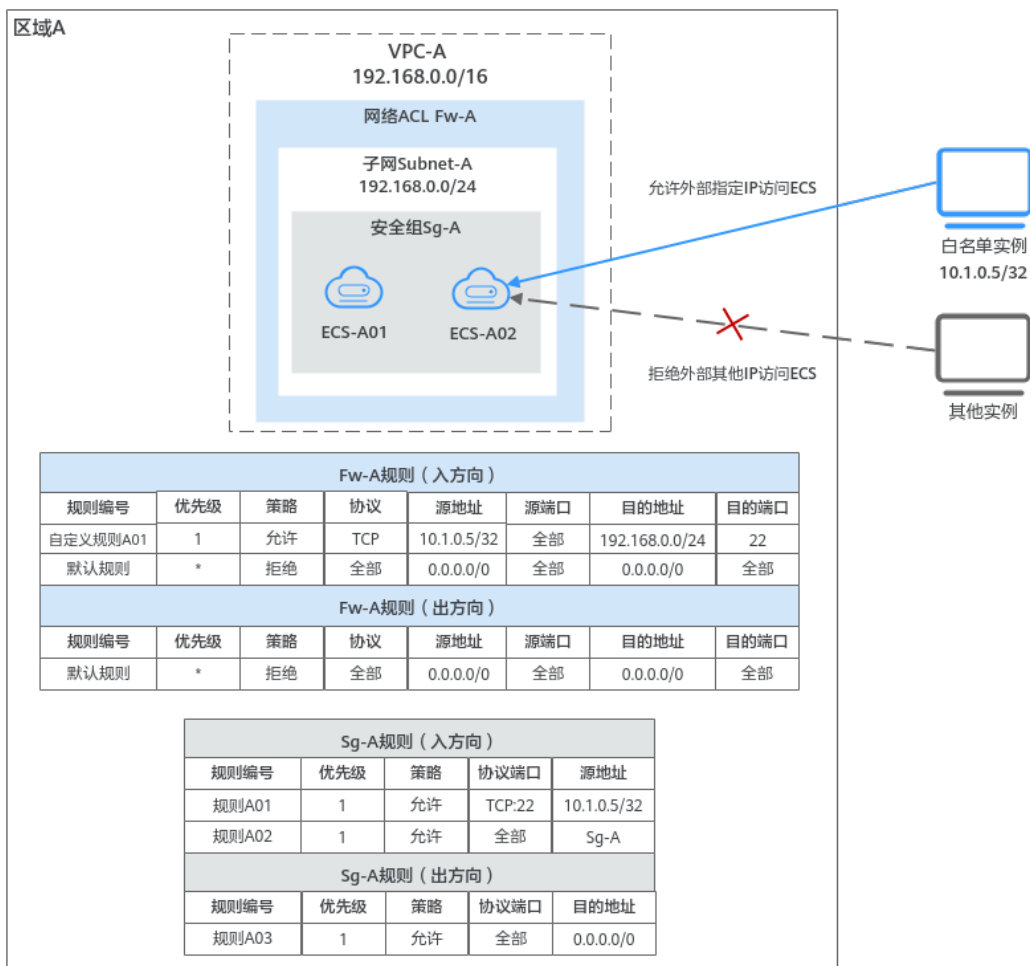 区域A
VPC-A
192.168.0.0/16
网络ACL Fw-A
子网Subnet-A
192.168.0.0/24
安全组Sg-A
ECS-A01
ECS-A02
允许外部指定IP访问ECS
白名单实例
10.1.0.5/32
拒绝外部其他IP访问ECS
其他实例
Fw-A规则（入方向）
规则编号 优先级 策略 协议 源地址 源端口 目的地址 目的端口
自定义规则A01 1 允许 TCP 10.1.0.5/32 全部 192.168.0.0/24 22
默认规则 * 拒绝 全部 0.0.0.0/0 全部 0.0.0.0/0 全部
Fw-A规则（出方向）
规则编号 优先级 策略 协议 源地址 源端口 目的地址 目的端口
默认规则 * 拒绝 全部 0.0.0.0/0 全部 0.0.0.0/0 全部
Sg-A规则（入方向）
规则编号 优先级 策略 协议端口 源地址
规则A01 1 允许 TCP:22 10.1.0.5/32
规则A02 1 允许 全部 Sg-A
Sg-A规则（出方向）
规则编号 优先级 策略 协议端口 目的地址
规则A03 1 允许 全部 0.0.0.0/0